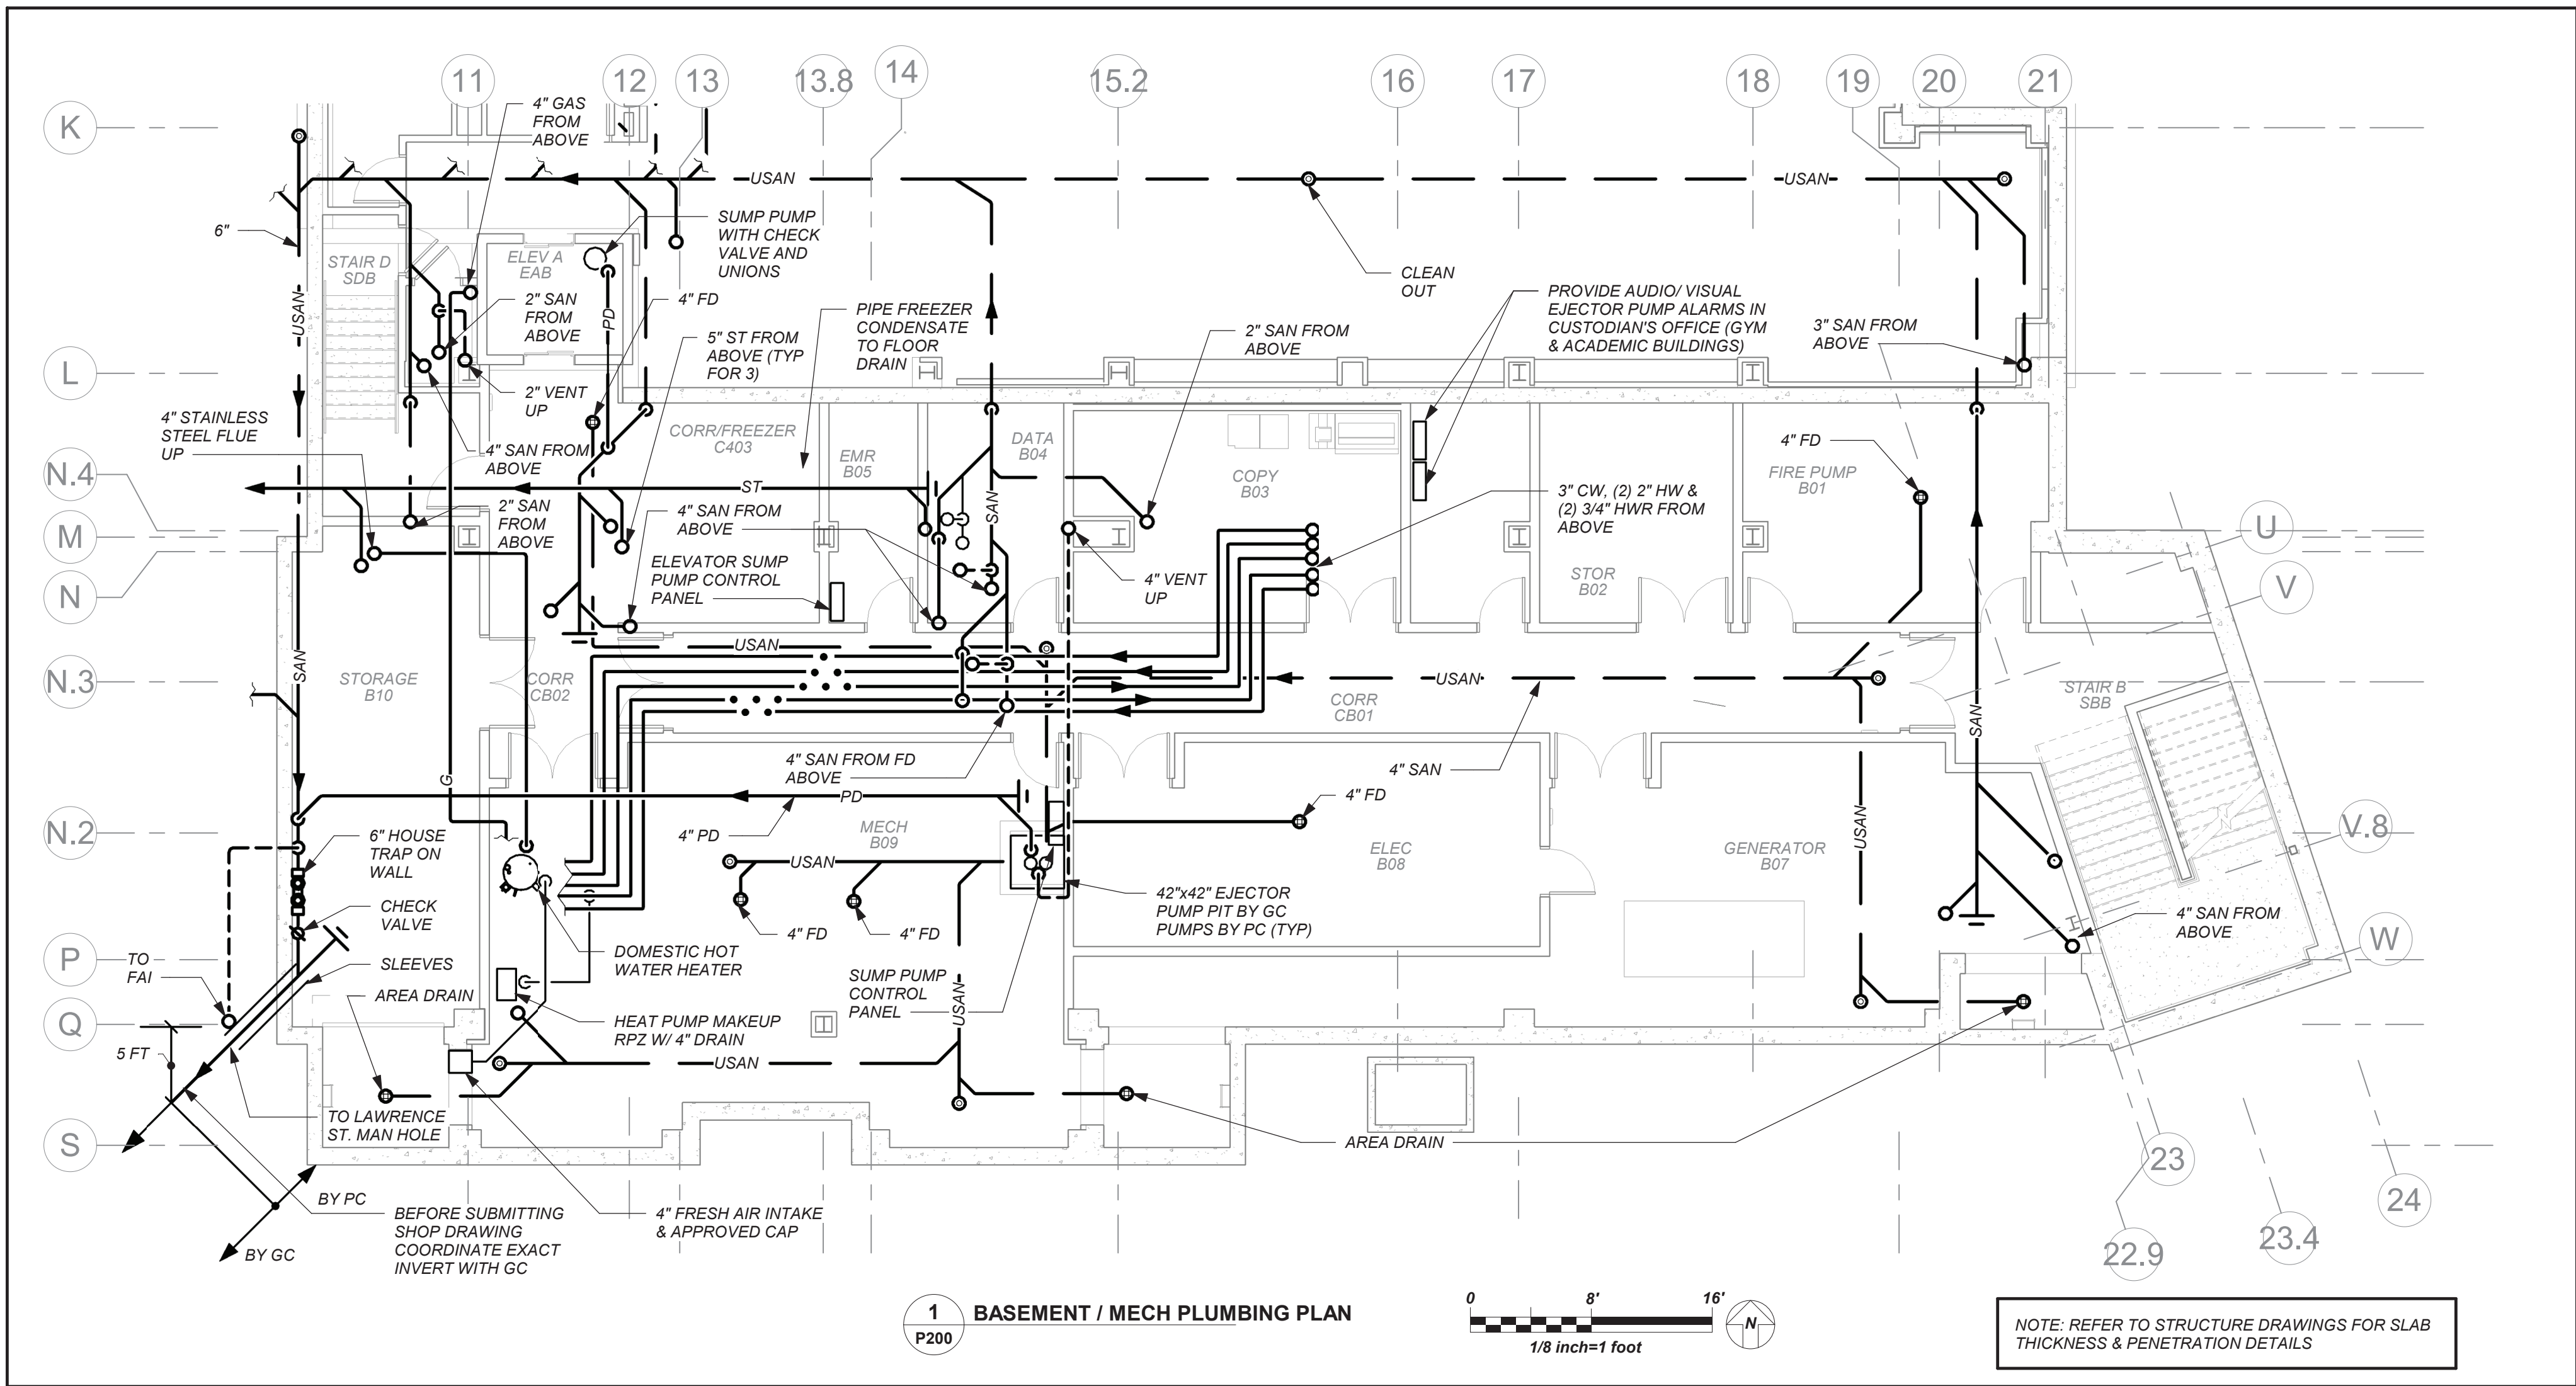 11
12
13
13.8
14
15.2
16
17
18
19
20
21
K
L
N.4
M
N
N.3
N.2
P
Q
S
U
V
V.8
W
23
24
22.9
23.4
4" GAS
FROM
ABOVE
USAN
USAN
6"
STAIR D
SDB
ELEV A
EAB
SUMP PUMP
WITH CHECK
VALVE AND
UNIONS
CLEAN
OUT
USAN
2" SAN
FROM
ABOVE
PD
4" FD
PIPE FREEZER
CONDENSATE
TO FLOOR
DRAIN
PROVIDE AUDIO/ VISUAL
EJECTOR PUMP ALARMS IN
CUSTODIAN'S OFFICE (GYM
& ACADEMIC BUILDINGS)
5" ST FROM
ABOVE (TYP
FOR 3)
2" SAN FROM
ABOVE
3" SAN FROM
ABOVE
2" VENT
UP
4" STAINLESS
STEEL FLUE
UP
4" SAN FROM
ABOVE
CORR/FREEZER
C403
EMR
B05
DATA
B04
COPY
B03
4" FD
FIRE PUMP
B01
ST
SAN
2" SAN
FROM
ABOVE
4" SAN FROM
ABOVE
3" CW, (2) 2" HW &
(2) 3/4" HWR FROM
ABOVE
ELEVATOR SUMP
PUMP CONTROL
PANEL
4" VENT
UP
STOR
B02
USAN
SAN
STORAGE
B10
CORR
CB02
USAN
CORR
CB01
STAIR B
SBB
SAN
G
4" SAN FROM FD
ABOVE
4" SAN
PD
4" PD
MECH
B09
4" FD
6" HOUSE
TRAP ON
WALL
USAN
ELEC
B08
GENERATOR
B07
USAN
N
CHECK
VALVE
42"x42" EJECTOR
PUMP PIT BY GC
PUMPS BY PC (TYP)
4" FD
4" FD
4" SAN FROM
ABOVE
TO
FAI
SLEEVES
DOMESTIC HOT
WATER HEATER
SUMP PUMP
CONTROL
PANEL
USAN
AREA DRAIN
HEAT PUMP MAKEUP
RPZ W/ 4" DRAIN
5 FT
USAN
TO LAWRENCE
ST. MAN HOLE
AREA DRAIN
BY PC
BY GC
BEFORE SUBMITTING
SHOP DRAWING
COORDINATE EXACT
INVERT WITH GC
4" FRESH AIR INTAKE
& APPROVED CAP
1
P200
BASEMENT / MECH PLUMBING PLAN
0 8' 16'
1/8 inch=1 foot
N
NOTE: REFER TO STRUCTURE DRAWINGS FOR SLAB
THICKNESS & PENETRATION DETAILS